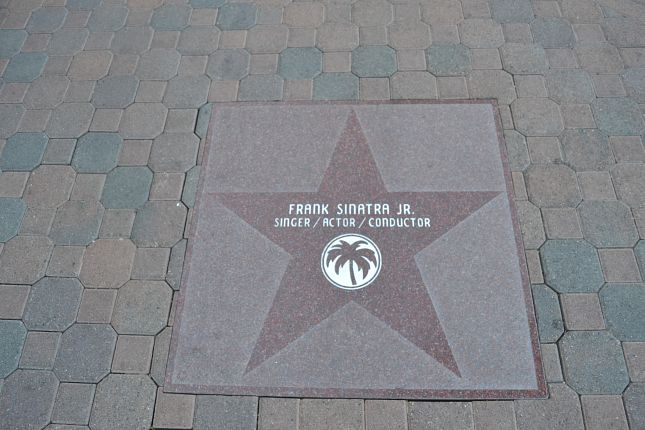 FRANK SINATRA JR.
SINGER/ACTOR/CONDUCTOR